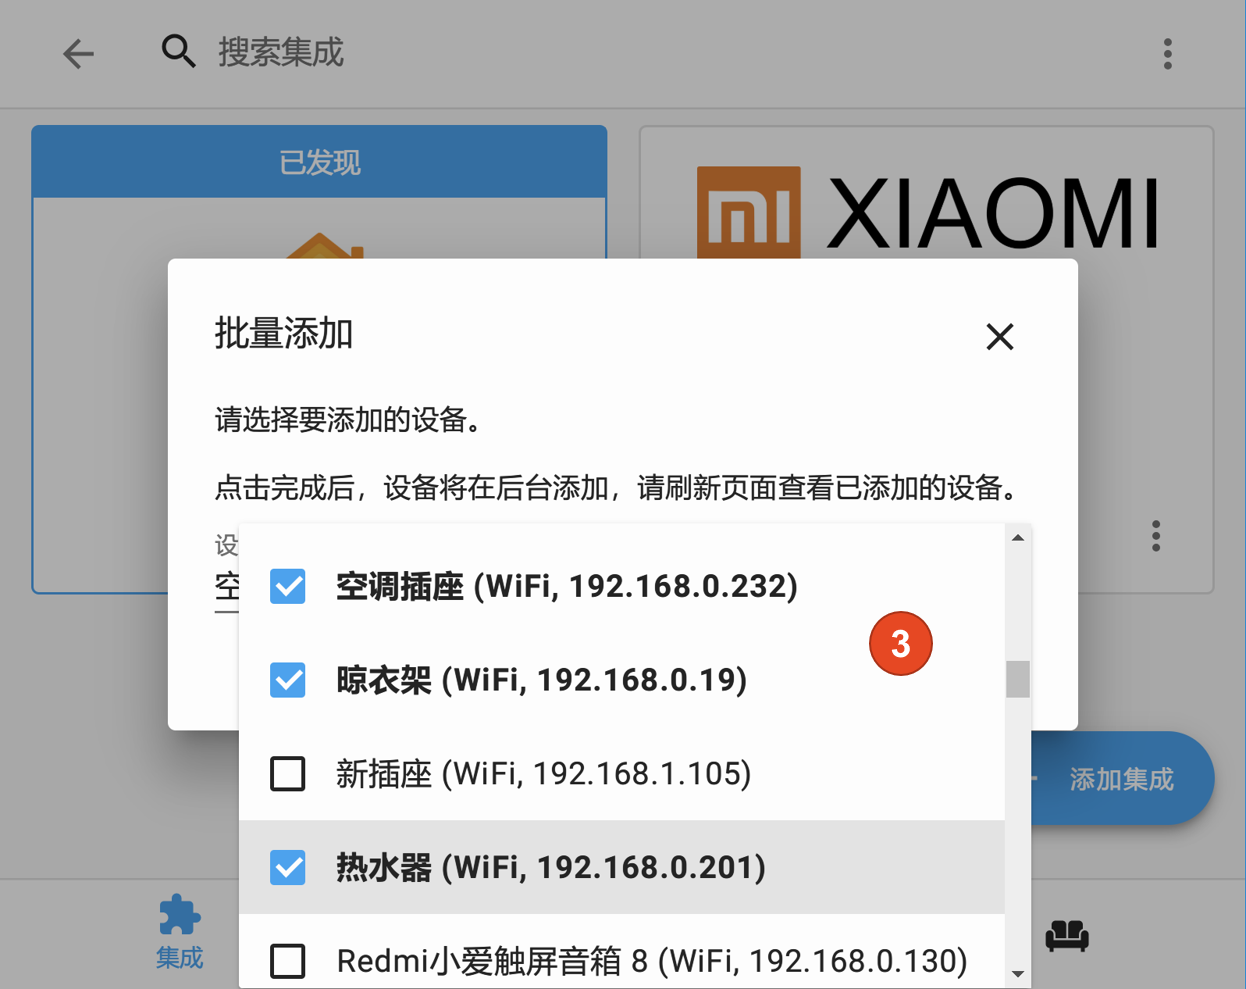 搜索集成
已发现
XIAOMI
批量添加
请选择要添加的设备。
点击完成后，设备将在后台添加，请刷新页面查看已添加的设备。
设
空
空调插座 (WiFi, 192.168.0.232)
3
晾衣架 (WiFi, 192.168.0.19)
新插座 (WiFi, 192.168.1.105)
添加集成
热水器 (WiFi, 192.168.0.201)
Redmi小爱触屏音箱 8 (WiFi, 192.168.0.130)
集成